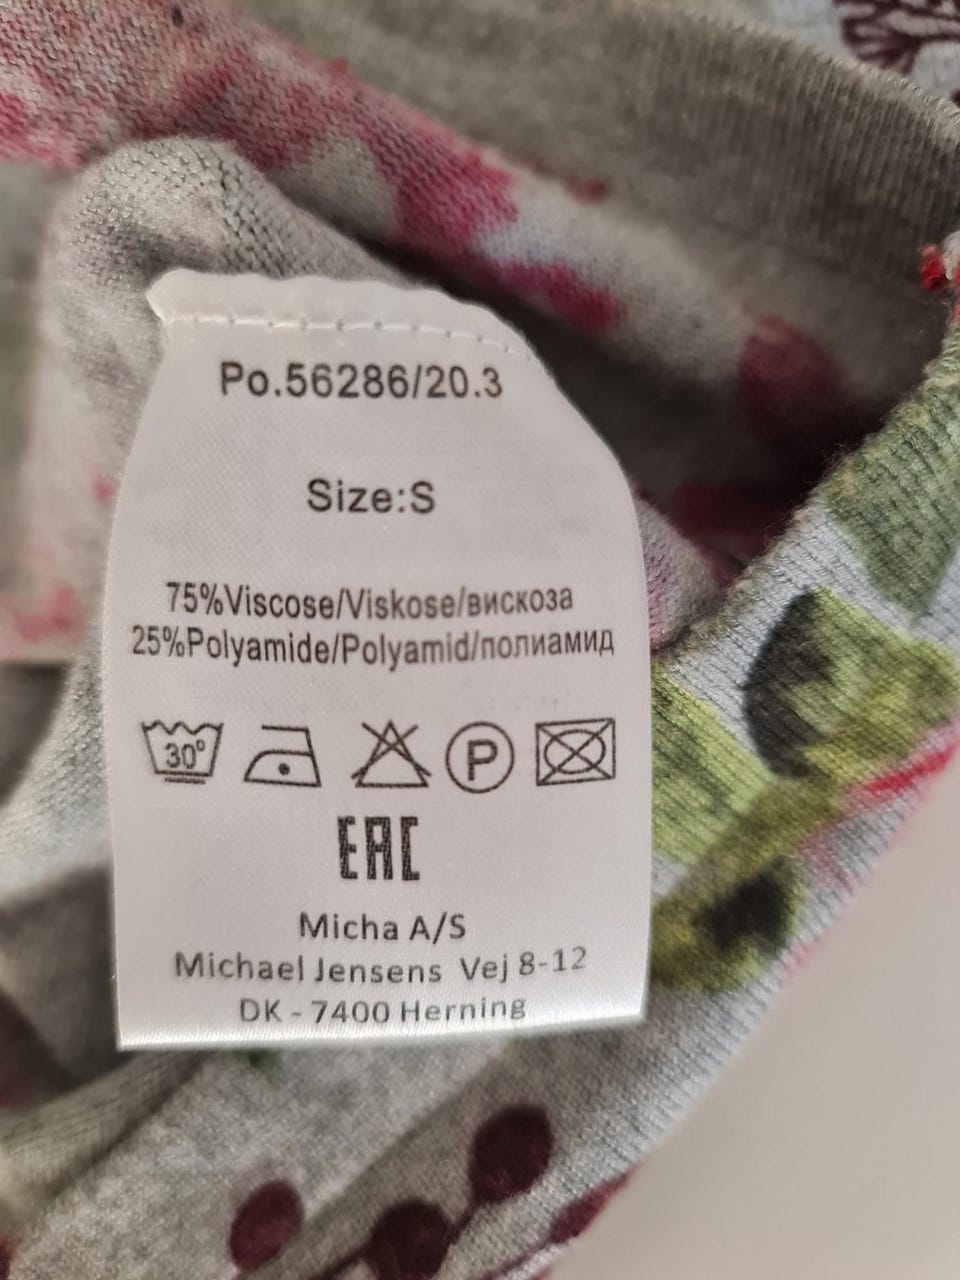 Po.56286/20.3
Size:S
75%Viscose/Viskose/вискоза
25%Polyamide/Polyamid/полиамид
30° P
EAC
Micha A/S
Michael Jensens Vej 8-12
DK - 7400 Herning